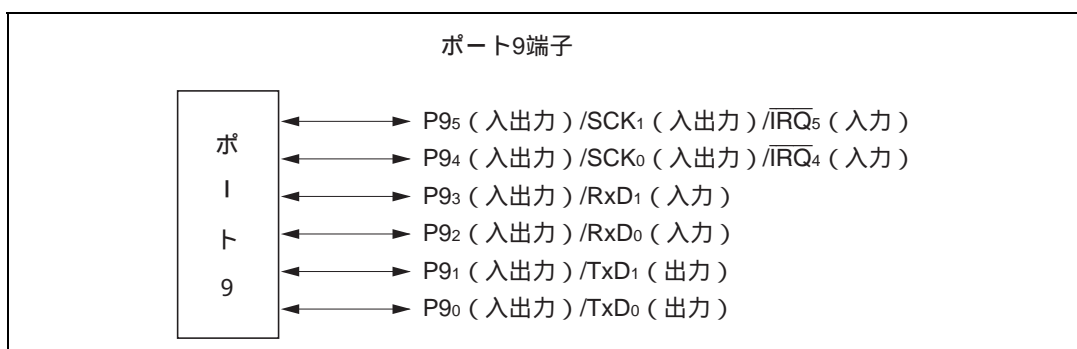 ポート9端子
ポート9
P9₅(入出力)/SCK₁(入出力)/I̅R̅Q̅₅(入力)
P9₄(入出力)/SCK₀(入出力)/I̅R̅Q̅₄(入力)
P9₃(入出力)/RxD₁(入力)
P9₂(入出力)/RxD₀(入力)
P9₁(入出力)/TxD₁(出力)
P9₀(入出力)/TxD₀(出力)